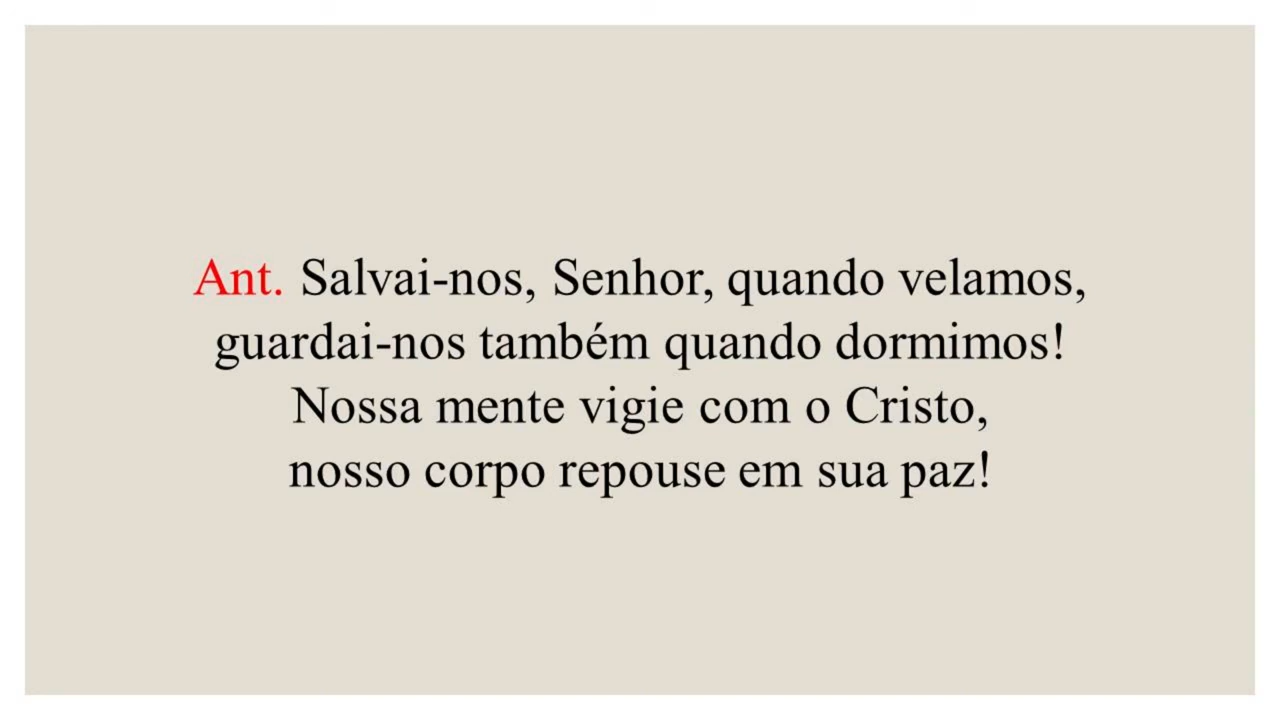 Ant. Salvai-nos, Senhor, quando velamos,
guardai-nos também quando dormimos!
Nossa mente vigie com o Cristo,
nosso corpo repouse em sua paz!